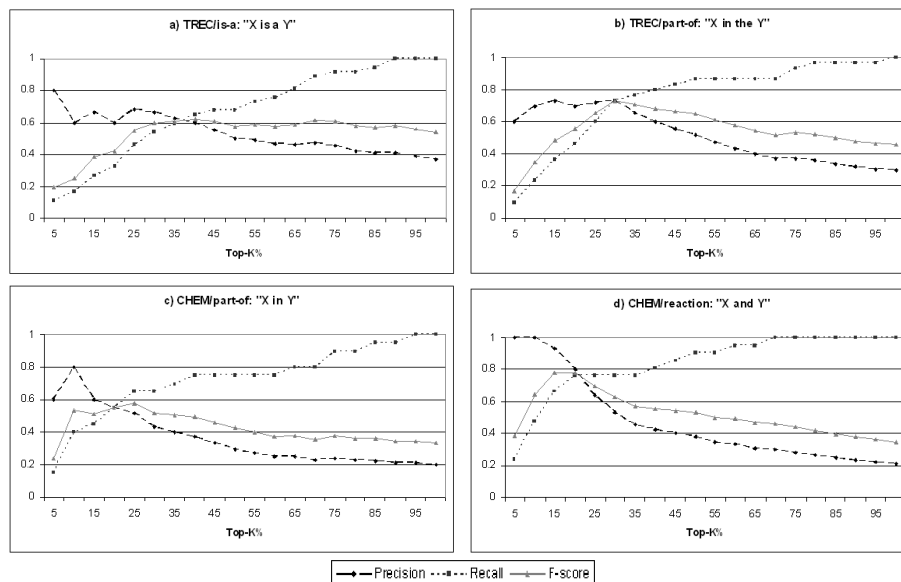 a) TREC/is-a: "X is a Y"
1
0.8
0.6
0.4
0.2
0
5 15 25 35 45 55 65 75 85 95
Top-K%
b) TREC/part-of: "X in the Y"
1
0.8
0.6
0.4
0.2
0
5 15 25 35 45 55 65 75 85 95
Top-K%
c) CHEM/part-of: "X in Y"
1
0.8
0.6
0.4
0.2
0
5 15 25 35 45 55 65 75 85 95
Top-K%
d) CHEM/reaction: "X and Y"
1
0.8
0.6
0.4
0.2
0
5 15 25 35 45 55 65 75 85 95
Top-K%
Precision Recall F-score